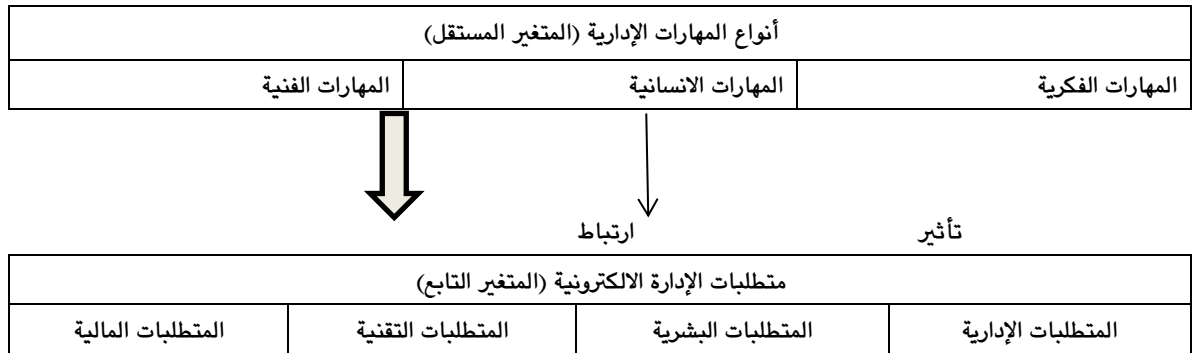 أنواع المهارات الإدارية (المتغير المستقل)
المهارات الفكرية المهارات الانسانية المهارات الفنية
تأثير ارتباط
متطلبات الإدارة الالكترونية (المتغير التابع)
المتطلبات الإدارية المتطلبات البشرية المتطلبات التقنية المتطلبات المالية